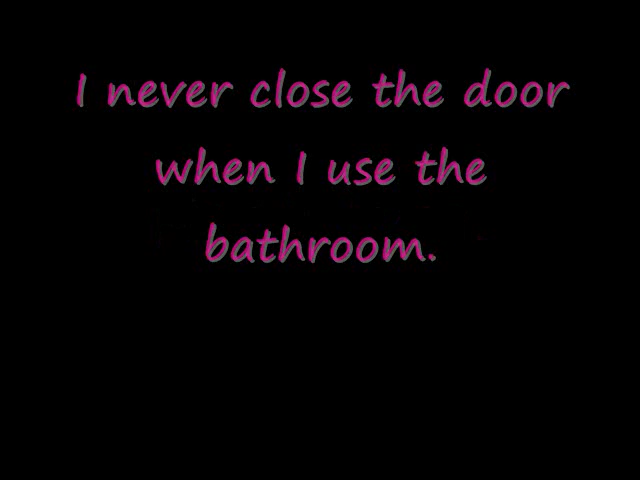 I never close the door
when I use the
bathroom.